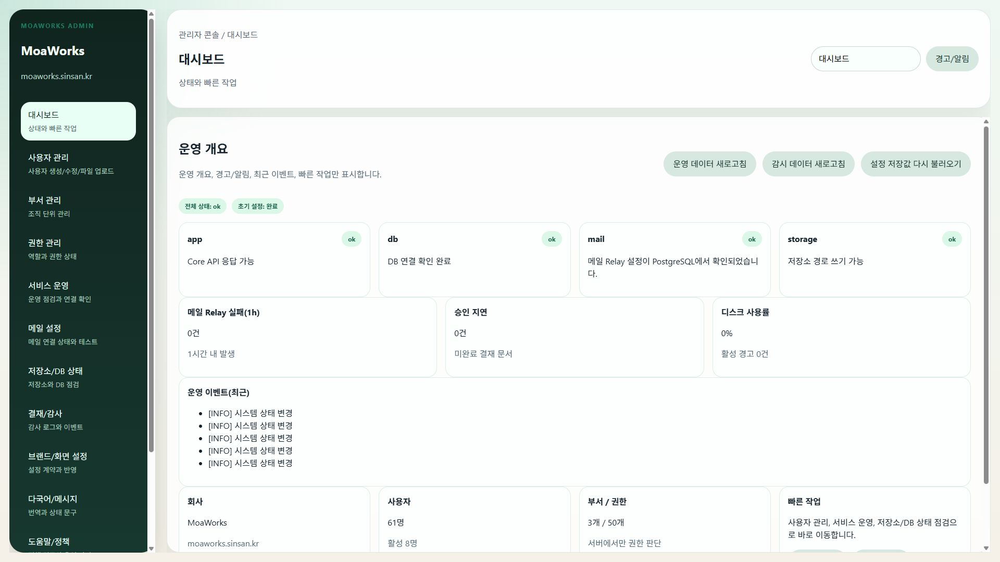 MOAWORKS ADMIN
MoaWorks
moaworks.sinsan.kr
대시보드
상태와 빠른 작업
사용자 관리
사용자 생성/수정/파일 업로드
부서 관리
조직 단위 관리
권한 관리
역할과 권한 상태
서비스 운영
운영 점검과 연결 확인
메일 설정
메일 연결 상태와 테스트
저장소/DB 상태
저장소와 DB 점검
결재/감사
감사 로그와 이벤트
브랜드/화면 설정
설정 계약과 반영
다국어/메시지
번역과 상태 문구
도움말/정책
관리자 콘솔 / 대시보드
대시보드
상태와 빠른 작업
대시보드
경고/알림
운영 개요
운영 개요, 경고/알림, 최근 이벤트, 빠른 작업만 표시합니다.
운영 데이터 새로고침
감시 데이터 새로고침
설정 저장값 다시 불러오기
전체 상태: ok
초기 설정: 완료
app
ok
Core API 응답 가능
db
ok
DB 연결 확인 완료
mail
ok
메일 Relay 설정이 PostgreSQL에서 확인되었습니
다.
storage
ok
저장소 경로 쓰기 가능
메일 Relay 실패(1h)
0건
1시간 내 발생
승인 지연
0건
미완료 결재 문서
디스크 사용률
0%
활성 경고 0건
운영 이벤트(최근)
[INFO] 시스템 상태 변경
[INFO] 시스템 상태 변경
[INFO] 시스템 상태 변경
[INFO] 시스템 상태 변경
[INFO] 시스템 상태 변경
회사
MoaWorks
moaworks.sinsan.kr
사용자
61명
활성 8명
부서 / 권한
3개 / 50개
서버에서만 권한 판단
빠른 작업
사용자 관리, 서비스 운영, 저장소/DB 상태 점검으
로 바로 이동합니다.